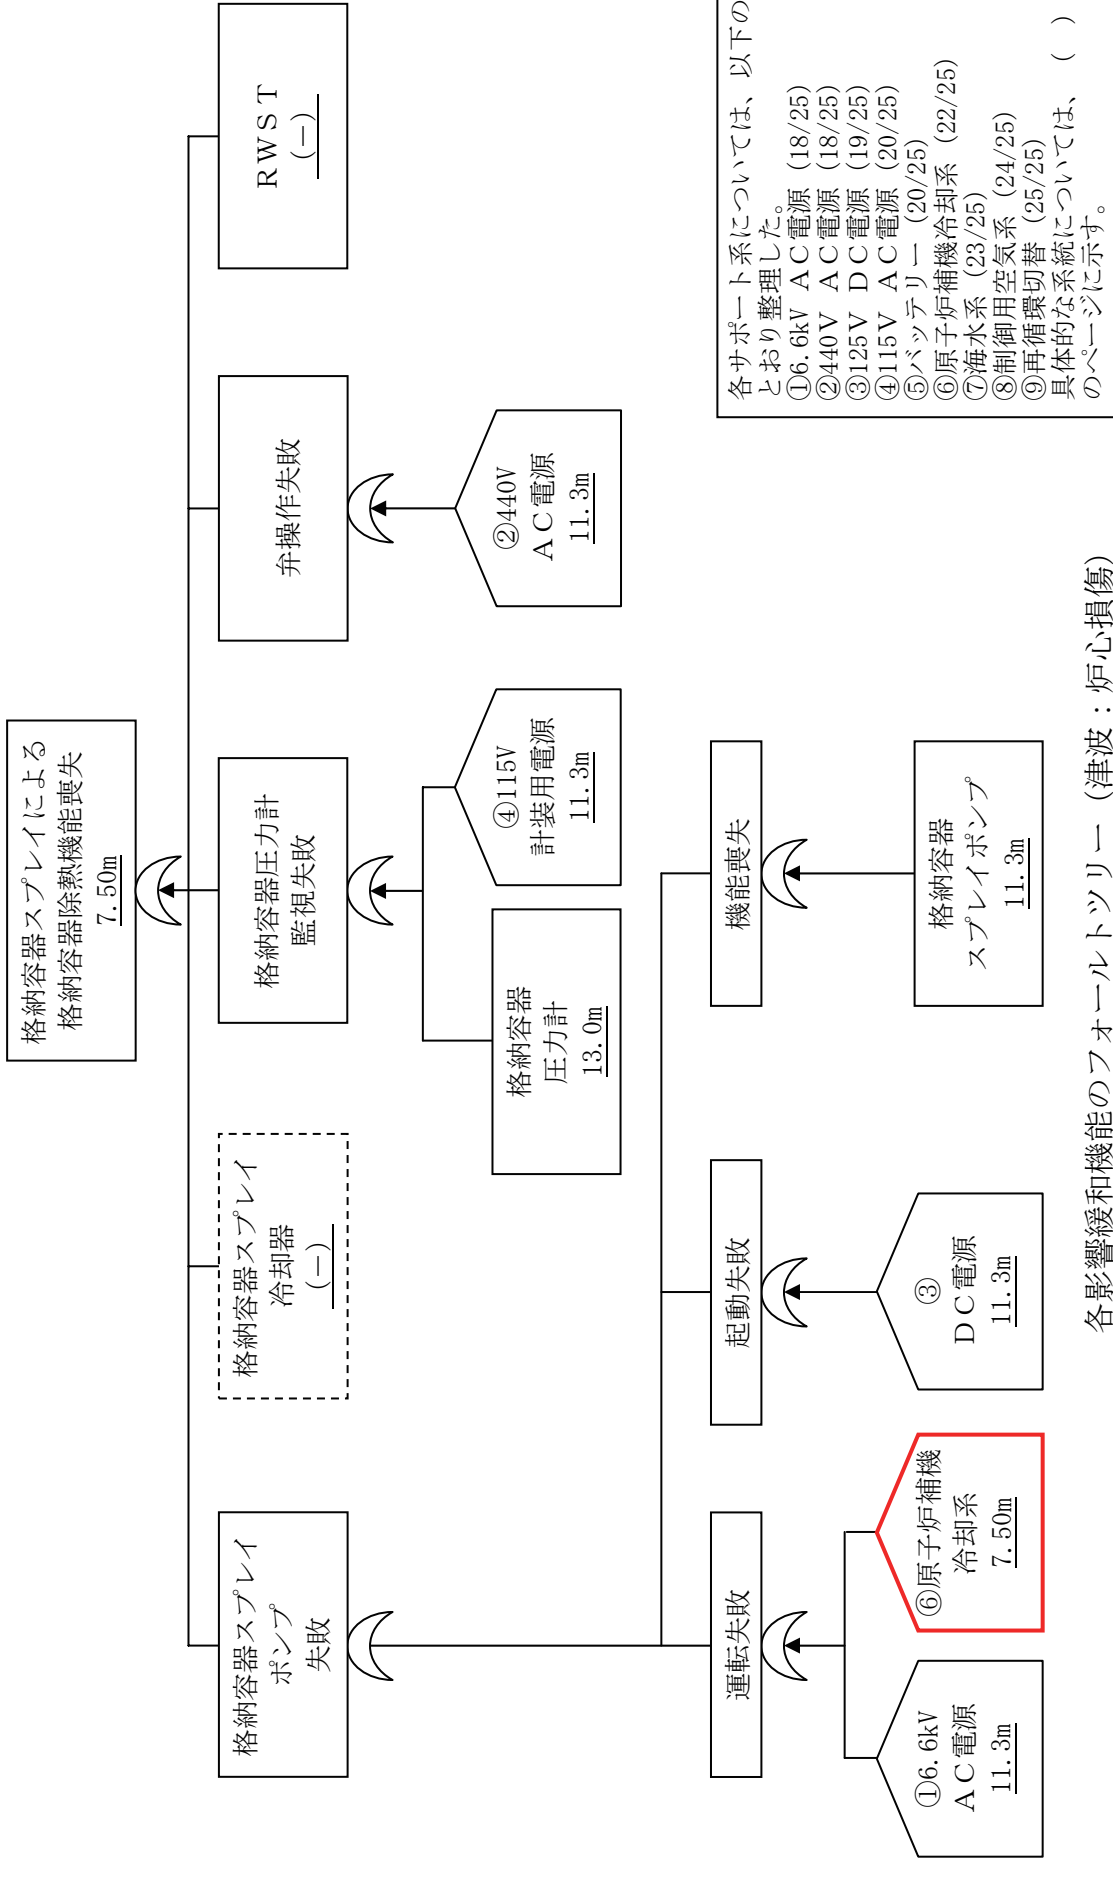 格納容器スプレイによる
格納容器除熱機能喪失
7.50m
格納容器スプレイ
ポンプ
失敗
格納容器スプレイ
冷却器
(－)
格納容器圧力計
監視失敗
弁操作失敗
ＲＷＳＴ
(－)
格納容器
圧力計
13.0m
④115V
計装用電源
11.3m
②440V
ＡＣ電源
11.3m
運転失敗
起動失敗
機能喪失
①6.6kV
ＡＣ電源
11.3m
⑥原子炉補機
冷却系
7.50m
③
ＤＣ電源
11.3m
格納容器
スプレイポンプ
11.3m
各サポート系については、以下の
とおり整理した。
①6.6kV ＡＣ電源 (18/25)
②440V ＡＣ電源 (18/25)
③125V ＤＣ電源 (19/25)
④115V ＡＣ電源 (20/25)
⑤バッテリー (20/25)
⑥原子炉補機冷却系 (22/25)
⑦海水系 (23/25)
⑧制御用空気系 (24/25)
⑨再循環切替 (25/25)
具体的な系統については、( )
のページに示す。
各影響緩和機能のフォールトツリー（津波：炉心損傷）